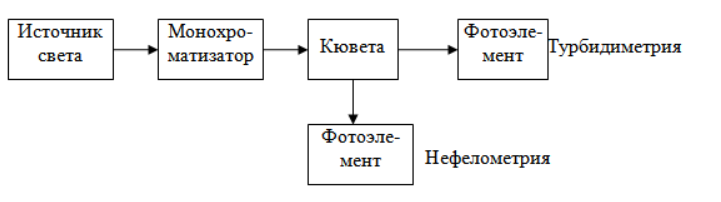 Источник
света
Монохро-
матизатор
Кювета
Фотоэле-
мент
Турбидиметрия
Фотоэле-
мент
Нефелометрия